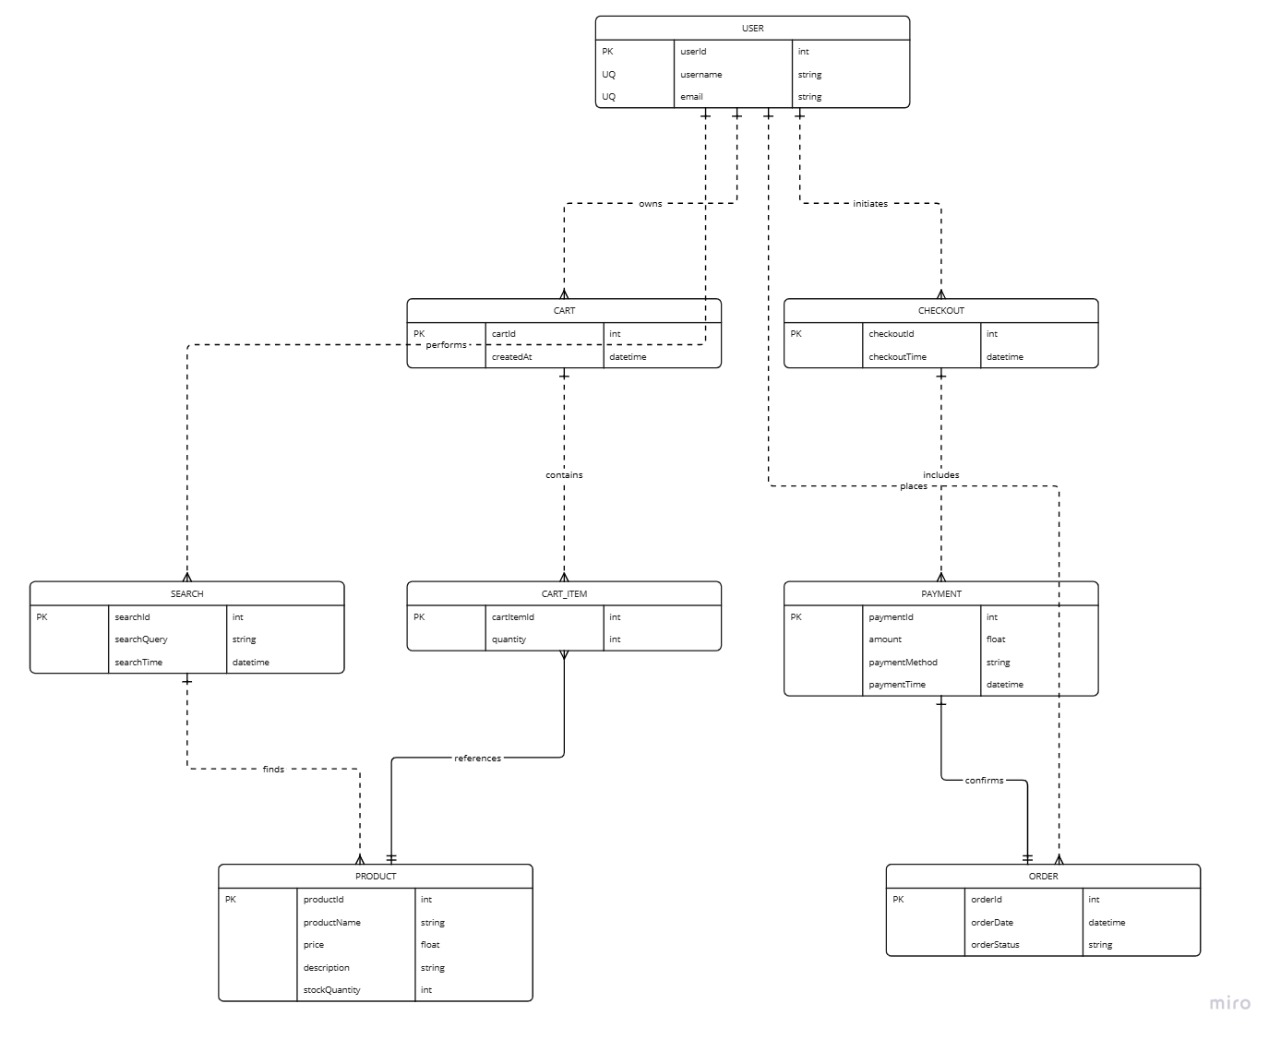 USER
PK userId int
UQ username string
UQ email string
owns
initiates
CART
PK cartId int
createdAt datetime
performs
CHECKOUT
PK checkoutId int
checkoutTime datetime
contains
includes
places
SEARCH
PK searchId int
searchQuery string
searchTime datetime
CART_ITEM
PK cartItemId int
quantity int
PAYMENT
PK paymentId int
amount float
paymentMethod string
paymentTime datetime
finds
references
confirms
PRODUCT
PK productId int
productName string
price float
description string
stockQuantity int
ORDER
PK orderId int
orderDate datetime
orderStatus string
miro